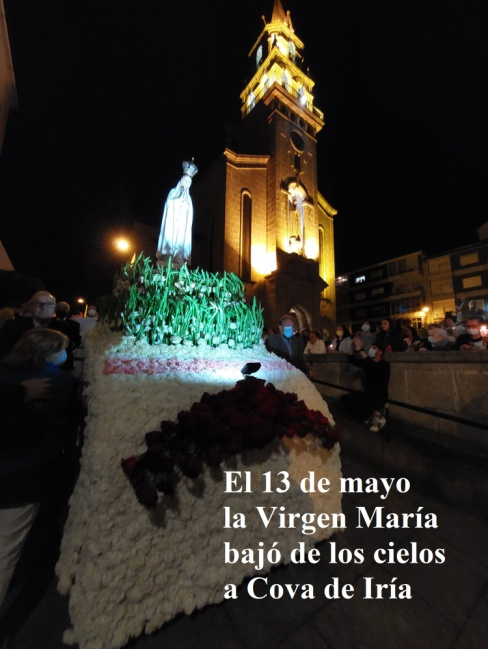 El 13 de mayo
la Virgen María
bajó de los cielos
a Cova de Iría